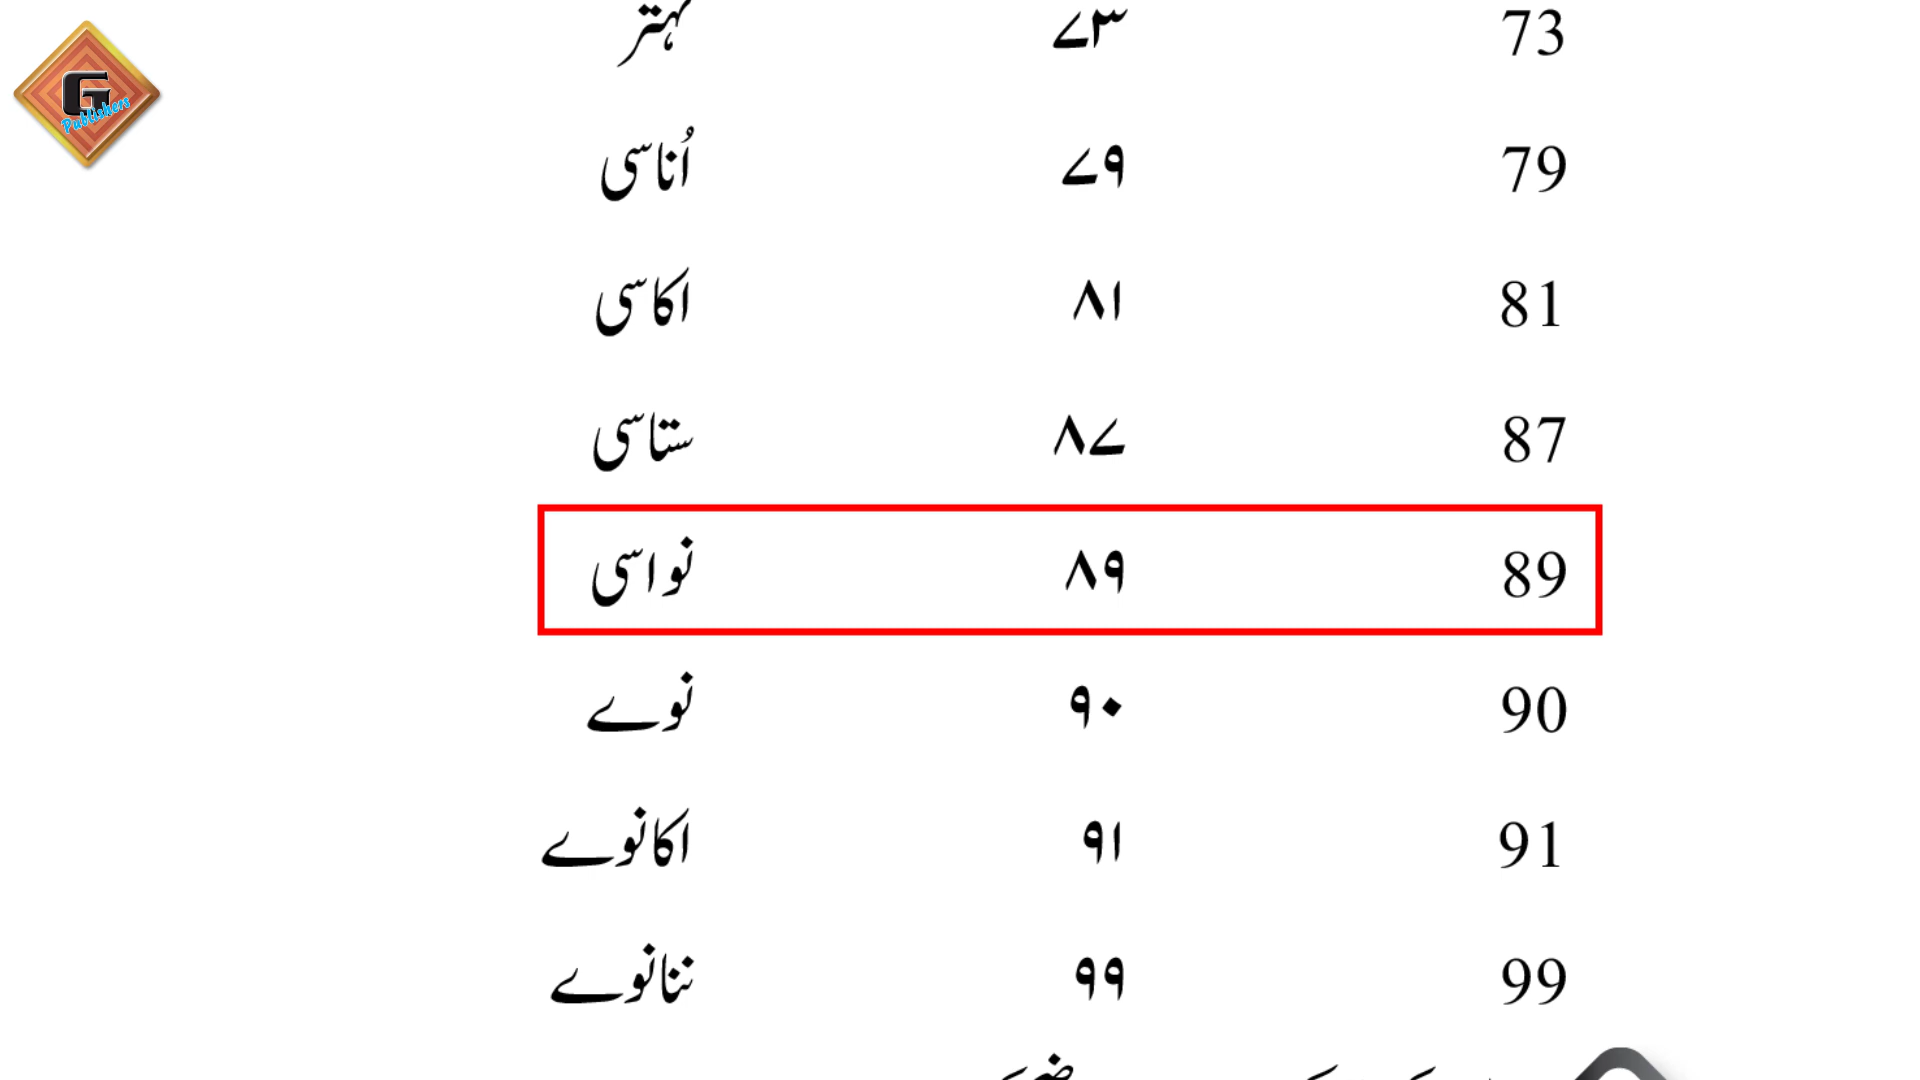 G
Publishers
73 ۷۳ تہتر
79 ۷۹ اُناسی
81 ۸۱ اکاسی
87 ۸۷ ستاسی
89 ۸۹ نواسی
90 ۹۰ نوے
91 ۹۱ اکانوے
99 ۹۹ ننانوے